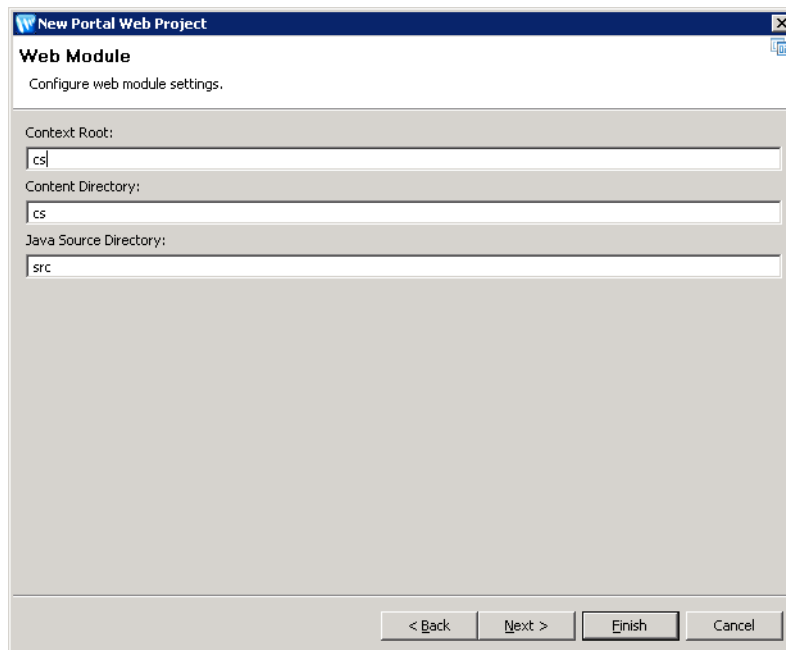 New Portal Web Project
Web Module
Configure web module settings.
Context Root:
cs
Content Directory:
cs
Java Source Directory:
src
< Back Next > Finish Cancel